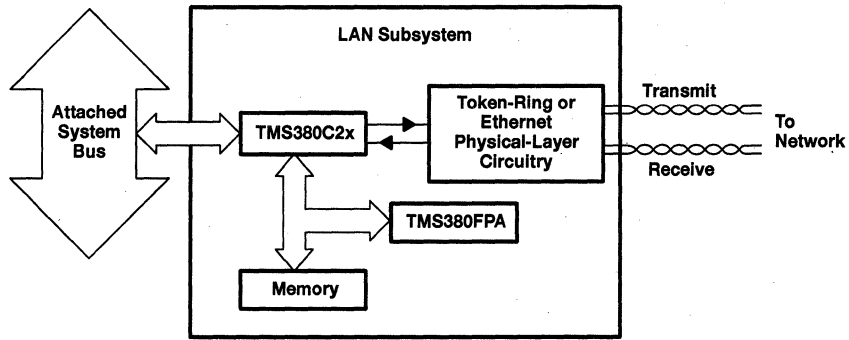 LAN Subsystem
Attached
System
Bus
TMS380C2x
Token-Ring or
Ethernet
Physical-Layer
Circuitry
Transmit
Receive
To
Network
TMS380FPA
Memory